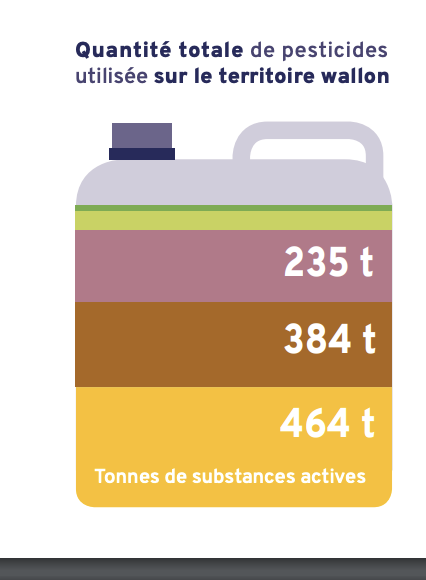 Quantité totale de pesticides
utilisée sur le territoire wallon
235 t
384 t
464 t
Tonnes de substances actives